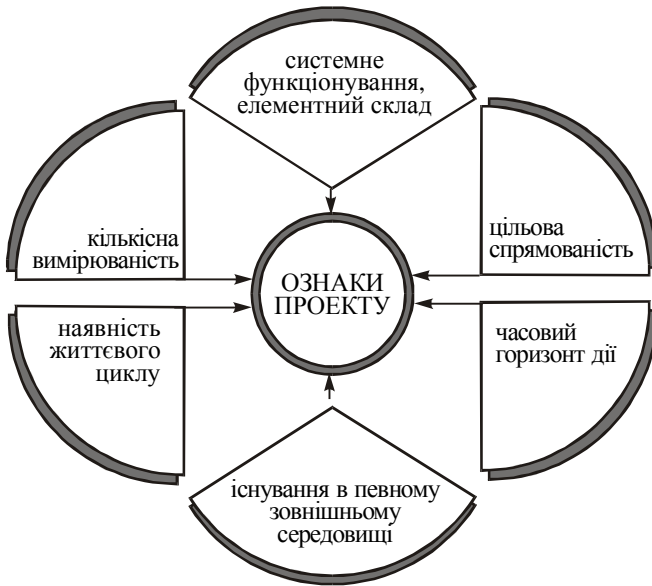 системне
функціонування,
елементний склад
кількісна
вимірюваність
цільова
спрямованість
ОЗНАКИ
ПРОЕКТУ
наявність
життєвого
циклу
часовий
горизонт дії
існування в певному
зовнішньому
середовищі